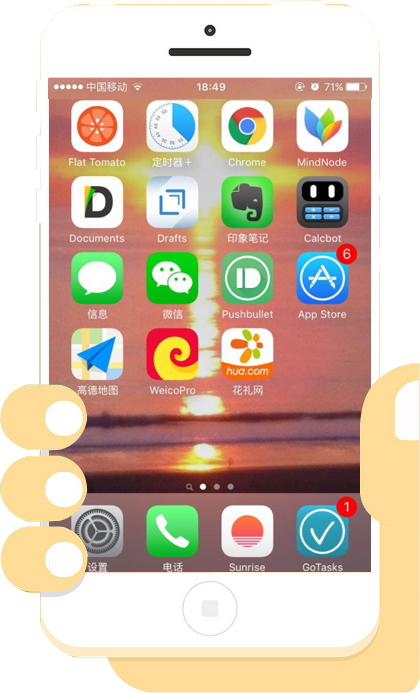 中国移动 18:49 71%
Flat Tomato 定时器+ Chrome MindNode
Documents Drafts 印象笔记 Calcbot
6
信息 微信 Pushbullet App Store
hua.com
高德地图 WeicoPro 花礼网
1
设置 电话 Sunrise GoTasks